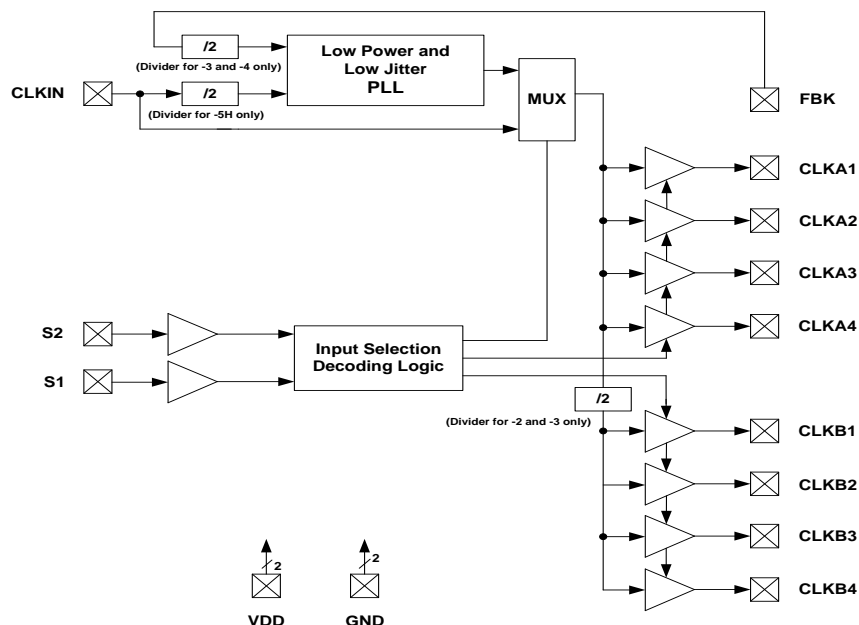 /2
Low Power and
Low Jitter
PLL
(Divider for -3 and -4 only)
CLKIN
/2
(Divider for -5H only)
MUX
FBK
CLKA1
CLKA2
CLKA3
CLKA4
S2
S1
Input Selection
Decoding Logic
/2
(Divider for -2 and -3 only)
CLKB1
CLKB2
CLKB3
CLKB4
2
2
VDD
GND